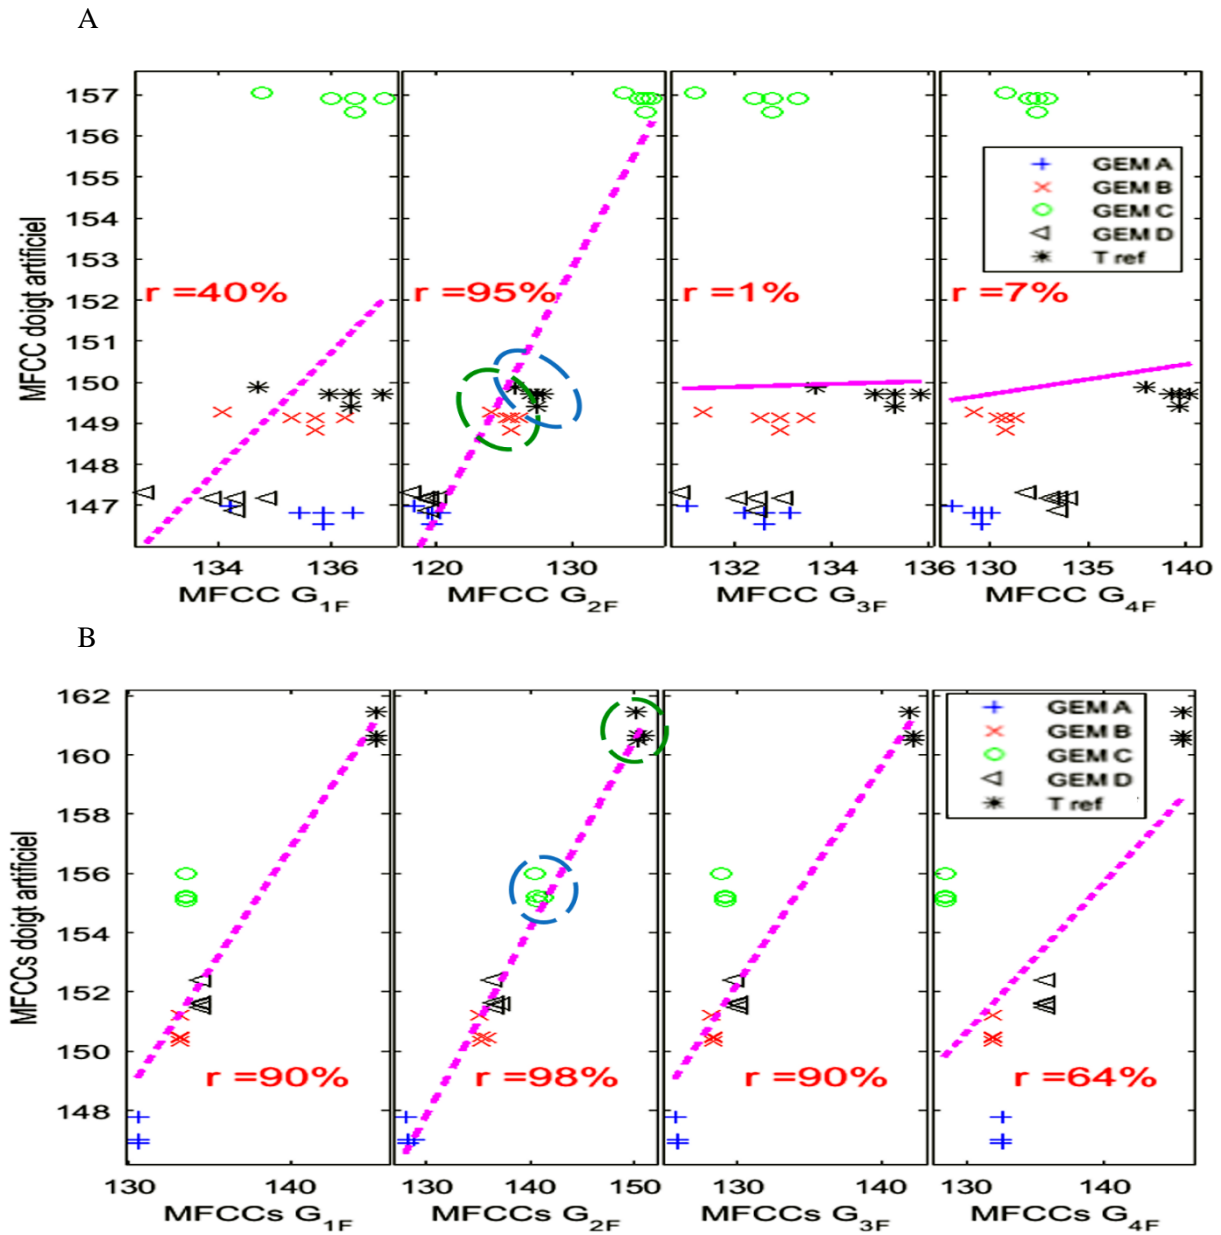 A
MFCC doigt artificiel
157
156
155
154
153
152
151
150
149
148
147
r =40%
r =95%
r =1%
r =7%
GEM A
GEM B
GEM C
GEM D
T ref
134 136
120 130
132 134 136
130 135 140
MFCC G1F
MFCC G2F
MFCC G3F
MFCC G4F
B
MFCCs doigt artificiel
162
160
158
156
154
152
150
148
GEM A
GEM B
GEM C
GEM D
T ref
r =90%
r =98%
r =90%
r =64%
130 140
130 140 150
130 140
130 140
MFCCs G1F
MFCCs G2F
MFCCs G3F
MFCCs G4F